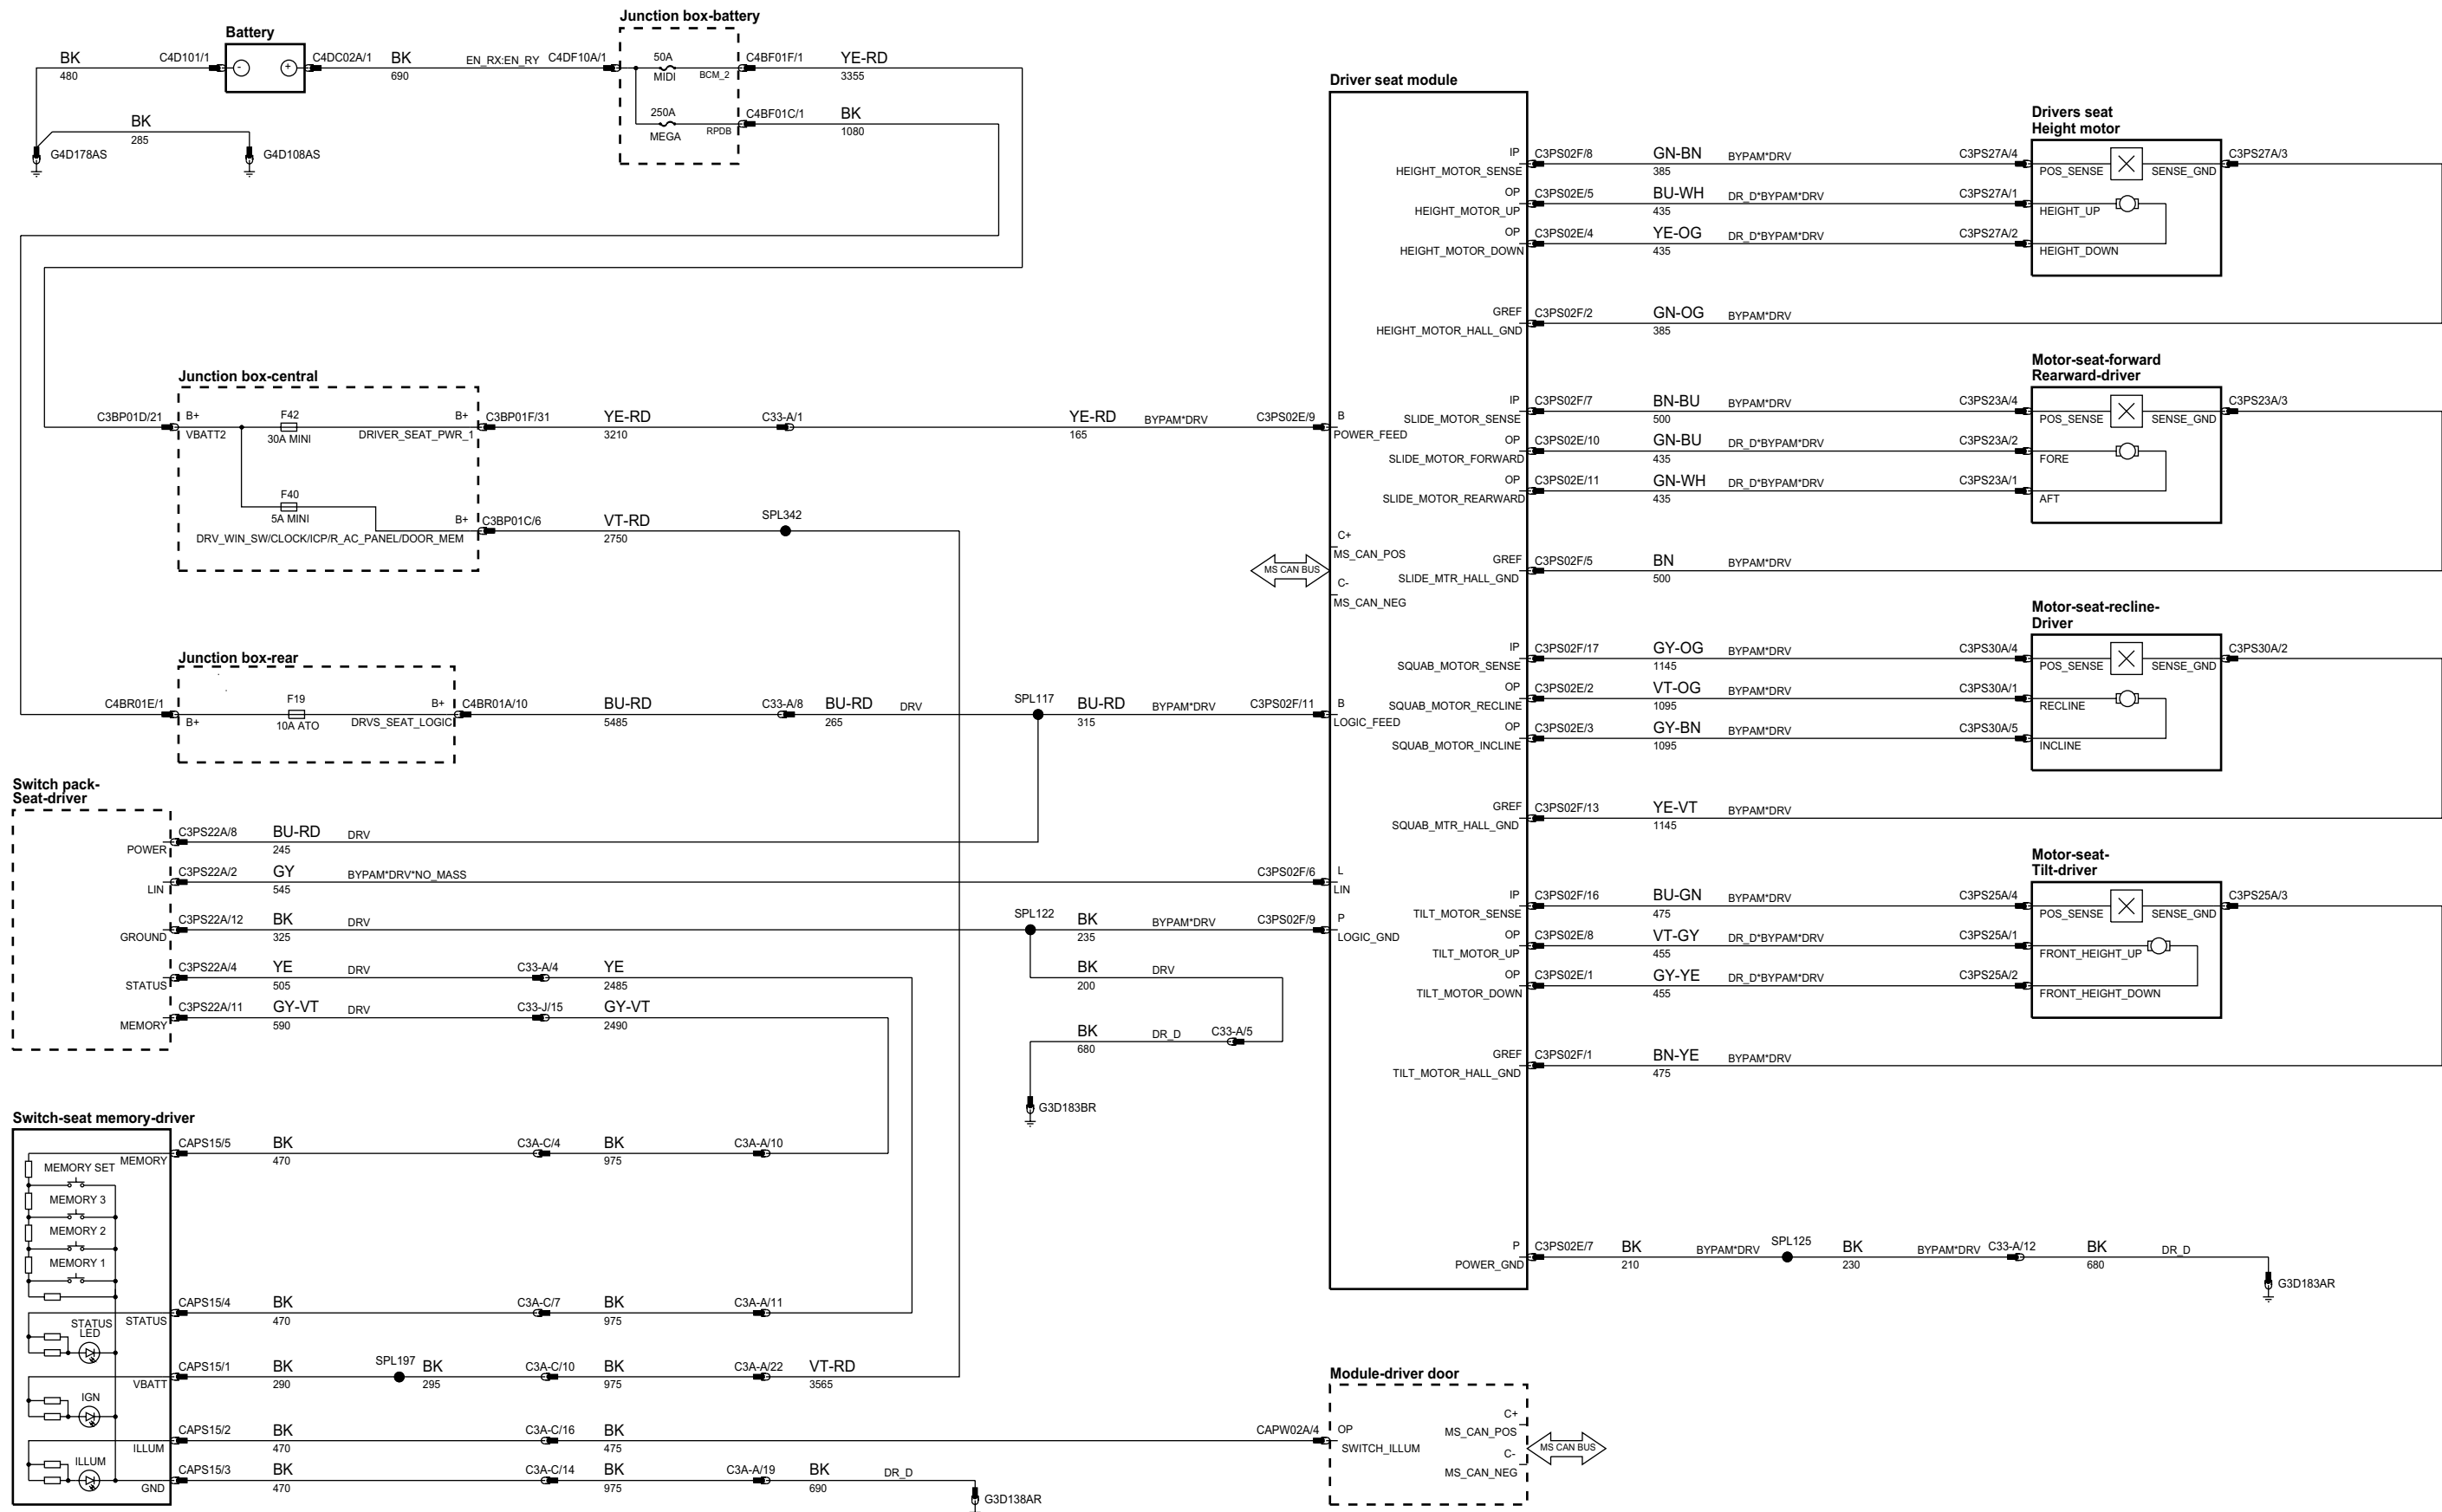 Junction box-battery
Battery
BK
480
C4D101/1
-
+
C4DC02A/1
BK
690
EN_RX:EN_RY
C4DF10A/1
50A
MIDI
BCM_2
C4BF01F/1
YE-RD
3355
250A
MEGA
RPDB
C4BF01C/1
BK
1080
BK
285
G4D178AS
G4D108AS
Junction box-central
C3BP01D/21
B+
VBATT2
F42
30A MINI
B+
DRIVER_SEAT_PWR_1
C3BP01F/31
YE-RD
3210
C33-A/1
YE-RD
165
BYPAM*DRV
C3PS02E/9
F40
5A MINI
B+
DRV_WIN_SW/CLOCK/ICP/R_AC_PANEL/DOOR_MEM
C3BP01C/6
VT-RD
2750
SPL342
Junction box-rear
C4BR01E/1
B+
F19
10A ATO
B+
DRVS_SEAT_LOGIC
C4BR01A/10
BU-RD
5485
C33-A/8
BU-RD
265
DRV
SPL117
BU-RD
315
BYPAM*DRV
C3PS02F/11
Switch pack-
Seat-driver
POWER
C3PS22A/8
BU-RD
245
DRV
LIN
C3PS22A/2
GY
545
BYPAM*DRV*NO_MASS
C3PS02F/6
GROUND
C3PS22A/12
BK
325
DRV
SPL122
BK
235
BYPAM*DRV
C3PS02F/9
STATUS
C3PS22A/4
YE
505
DRV
C33-A/4
YE
2485
BK
200
DRV
MEMORY
C3PS22A/11
GY-VT
590
DRV
C33-J/15
GY-VT
2490
BK
680
DR_D
C33-A/5
G3D183BR
Switch-seat memory-driver
MEMORY
MEMORY SET
MEMORY 3
MEMORY 2
MEMORY 1
CAPS15/5
BK
470
C3A-C/4
BK
975
C3A-A/10
STATUS
STATUS
LED
CAPS15/4
BK
470
C3A-C/7
BK
975
C3A-A/11
VBATT
IGN
CAPS15/1
BK
290
SPL197
BK
295
C3A-C/10
BK
975
C3A-A/22
VT-RD
3565
ILLUM
ILLUM
CAPS15/2
BK
470
C3A-C/16
BK
475
CAPW02A/4
GND
CAPS15/3
BK
470
C3A-C/14
BK
975
C3A-A/19
BK
690
DR_D
G3D138AR
Driver seat module
B
POWER_FEED
C+
MS_CAN_POS
MS CAN BUS
C-
MS_CAN_NEG
B
LOGIC_FEED
L
LIN
P
LOGIC_GND
IP
HEIGHT_MOTOR_SENSE
C3PS02F/8
GN-BN
385
BYPAM*DRV
C3PS27A/4
OP
HEIGHT_MOTOR_UP
C3PS02E/5
BU-WH
435
DR_D*BYPAM*DRV
C3PS27A/1
OP
HEIGHT_MOTOR_DOWN
C3PS02E/4
YE-OG
435
DR_D*BYPAM*DRV
C3PS27A/2
GREF
HEIGHT_MOTOR_HALL_GND
C3PS02F/2
GN-OG
385
BYPAM*DRV
Drivers seat
Height motor
POS_SENSE
SENSE_GND
C3PS27A/3
HEIGHT_UP
HEIGHT_DOWN
IP
SLIDE_MOTOR_SENSE
C3PS02F/7
BN-BU
500
BYPAM*DRV
C3PS23A/4
OP
SLIDE_MOTOR_FORWARD
C3PS02E/10
GN-BU
435
DR_D*BYPAM*DRV
C3PS23A/2
OP
SLIDE_MOTOR_REARWARD
C3PS02E/11
GN-WH
435
DR_D*BYPAM*DRV
C3PS23A/1
GREF
SLIDE_MTR_HALL_GND
C3PS02F/5
BN
500
BYPAM*DRV
Motor-seat-forward
Rearward-driver
POS_SENSE
SENSE_GND
C3PS23A/3
FORE
AFT
IP
SQUAB_MOTOR_SENSE
C3PS02F/17
GY-OG
1145
BYPAM*DRV
C3PS30A/4
OP
SQUAB_MOTOR_RECLINE
C3PS02E/2
VT-OG
1095
BYPAM*DRV
C3PS30A/1
OP
SQUAB_MOTOR_INCLINE
C3PS02E/3
GY-BN
1095
BYPAM*DRV
C3PS30A/5
GREF
SQUAB_MTR_HALL_GND
C3PS02F/13
YE-VT
1145
BYPAM*DRV
Motor-seat-recline-
Driver
POS_SENSE
SENSE_GND
C3PS30A/2
RECLINE
INCLINE
IP
TILT_MOTOR_SENSE
C3PS02F/16
BU-GN
475
BYPAM*DRV
C3PS25A/4
OP
TILT_MOTOR_UP
C3PS02E/8
VT-GY
455
DR_D*BYPAM*DRV
C3PS25A/1
OP
TILT_MOTOR_DOWN
C3PS02E/1
GY-YE
455
DR_D*BYPAM*DRV
C3PS25A/2
GREF
TILT_MOTOR_HALL_GND
C3PS02F/1
BN-YE
475
BYPAM*DRV
Motor-seat-
Tilt-driver
POS_SENSE
SENSE_GND
C3PS25A/3
FRONT_HEIGHT_UP
FRONT_HEIGHT_DOWN
P
POWER_GND
C3PS02E/7
BK
210
BYPAM*DRV
SPL125
BK
230
BYPAM*DRV
C33-A/12
BK
680
DR_D
G3D183AR
Module-driver door
OP
SWITCH_ILLUM
C+
MS_CAN_POS
C-
MS_CAN_NEG
MS CAN BUS